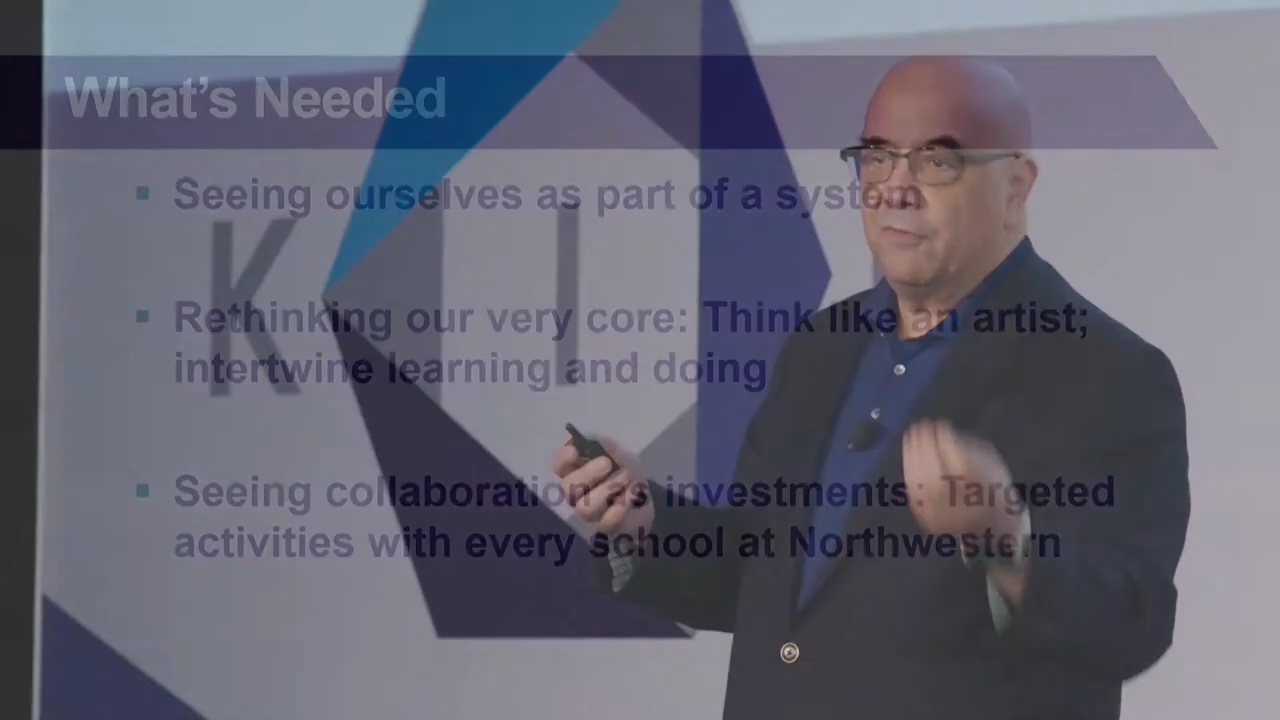 What's Needed
Seeing ourselves as part of a system
Rethinking our very core: Think like an artist;
intertwine learning and doing
Seeing collaboration as investments: Targeted
activities with every school at Northwestern
K I